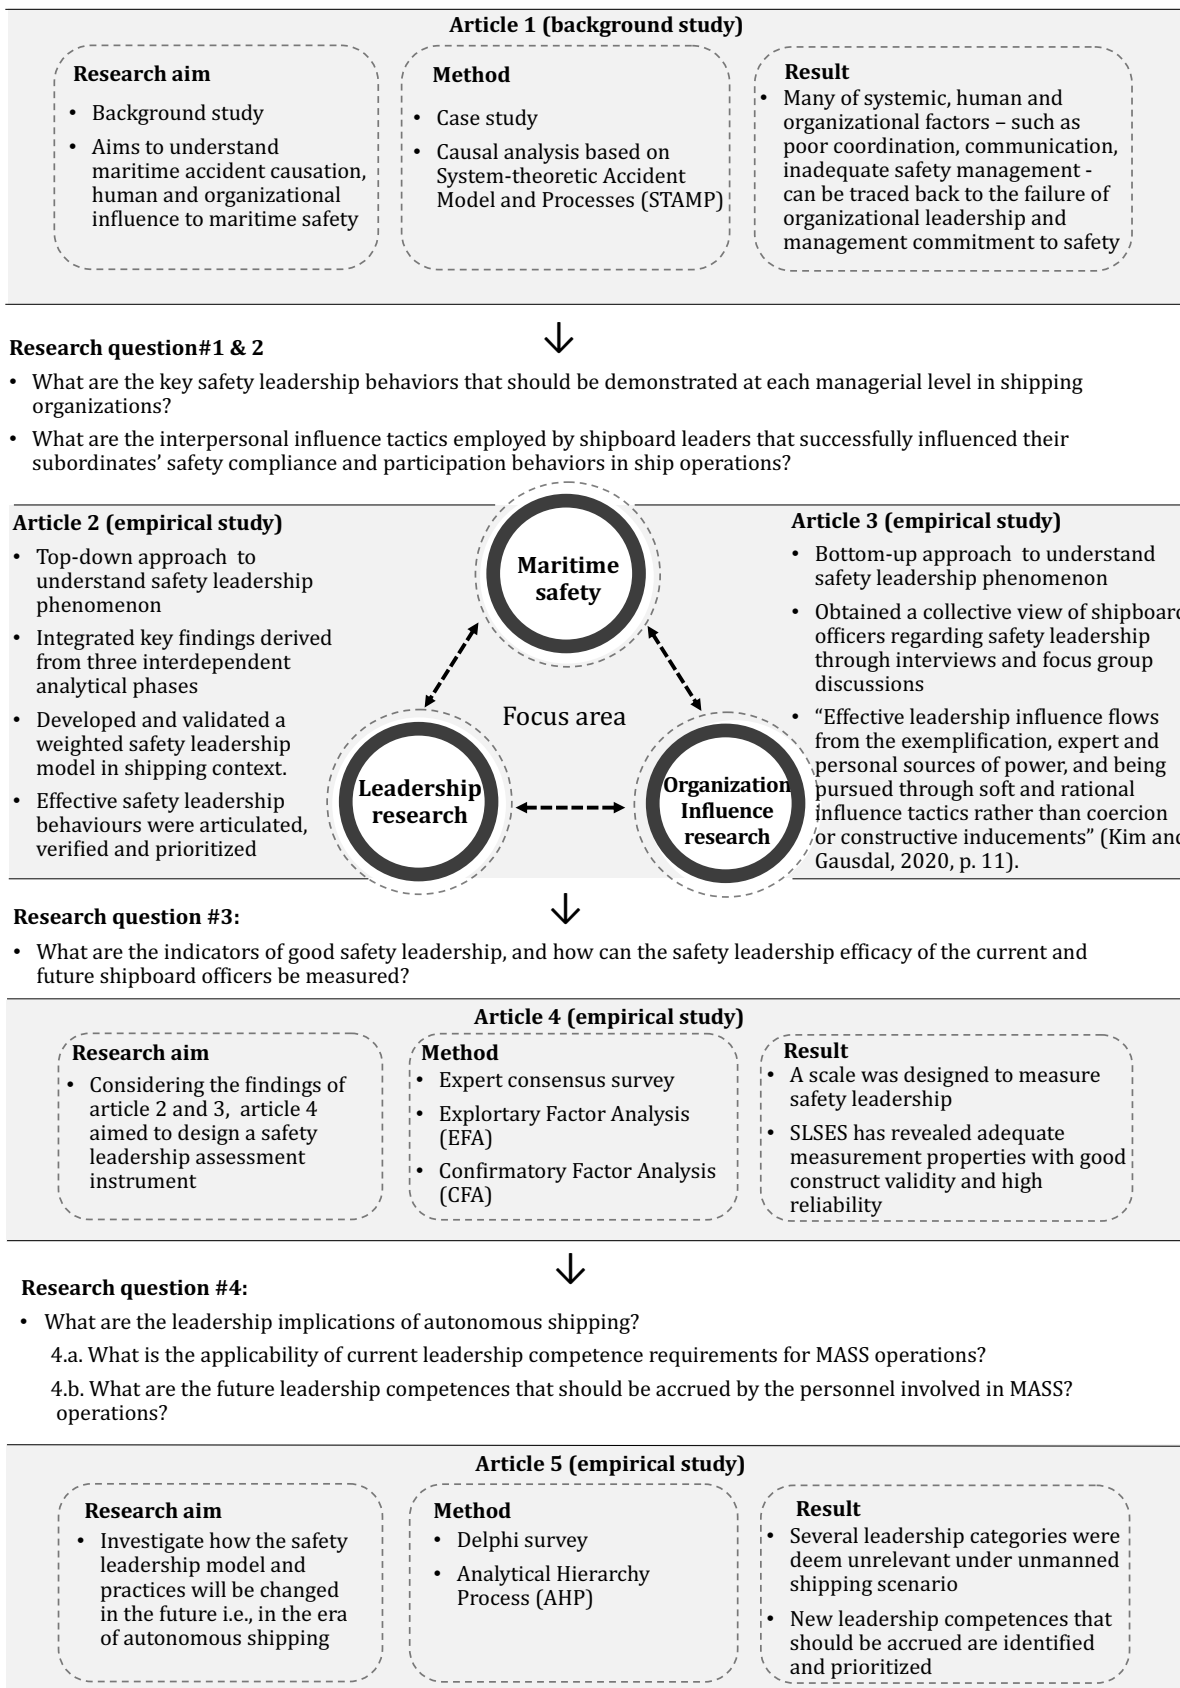 Article 1 (background study)
Research aim
• Background study
• Aims to understand
maritime accident causation,
human and organizational
influence to maritime safety
Method
• Case study
• Causal analysis based on
System-theoretic Accident
Model and Processes (STAMP)
Result
• Many of systemic, human and
organizational factors – such as
poor coordination, communication,
inadequate safety management -
can be traced back to the failure of
organizational leadership and
management commitment to safety
Research question#1 & 2
• What are the key safety leadership behaviors that should be demonstrated at each managerial level in shipping
organizations?
• What are the interpersonal influence tactics employed by shipboard leaders that successfully influenced their
subordinates’ safety compliance and participation behaviors in ship operations?
Article 2 (empirical study)
• Top-down approach to
understand safety leadership
phenomenon
• Integrated key findings derived
from three interdependent
analytical phases
• Developed and validated a
weighted safety leadership
model in shipping context.
• Effective safety leadership
behaviours were articulated,
verified and prioritized
Maritime
safety
Focus area
Leadership
research
Organization
Influence
research
Article 3 (empirical study)
• Bottom-up approach to understand
safety leadership phenomenon
• Obtained a collective view of shipboard
officers regarding safety leadership
through interviews and focus group
discussions
• “Effective leadership influence flows
from the exemplification, expert and
personal sources of power, and being
pursued through soft and rational
influence tactics rather than coercion
or constructive inducements” (Kim and
Gausdal, 2020, p. 11).
Research question #3:
• What are the indicators of good safety leadership, and how can the safety leadership efficacy of the current and
future shipboard officers be measured?
Article 4 (empirical study)
Research aim
• Considering the findings of
article 2 and 3, article 4
aimed to design a safety
leadership assessment
instrument
Method
• Expert consensus survey
• Explortary Factor Analysis
(EFA)
• Confirmatory Factor Analysis
(CFA)
Result
• A scale was designed to measure
safety leadership
• SLSES has revealed adequate
measurement properties with good
construct validity and high
reliability
Research question #4:
• What are the leadership implications of autonomous shipping?
4.a. What is the applicability of current leadership competence requirements for MASS operations?
4.b. What are the future leadership competences that should be accrued by the personnel involved in MASS?
operations?
Article 5 (empirical study)
Research aim
• Investigate how the safety
leadership model and
practices will be changed
in the future i.e., in the era
of autonomous shipping
Method
• Delphi survey
• Analytical Hierarchy
Process (AHP)
Result
• Several leadership categories were
deem unrelevant under unmanned
shipping scenario
• New leadership competences that
should be accrued are identified
and prioritized